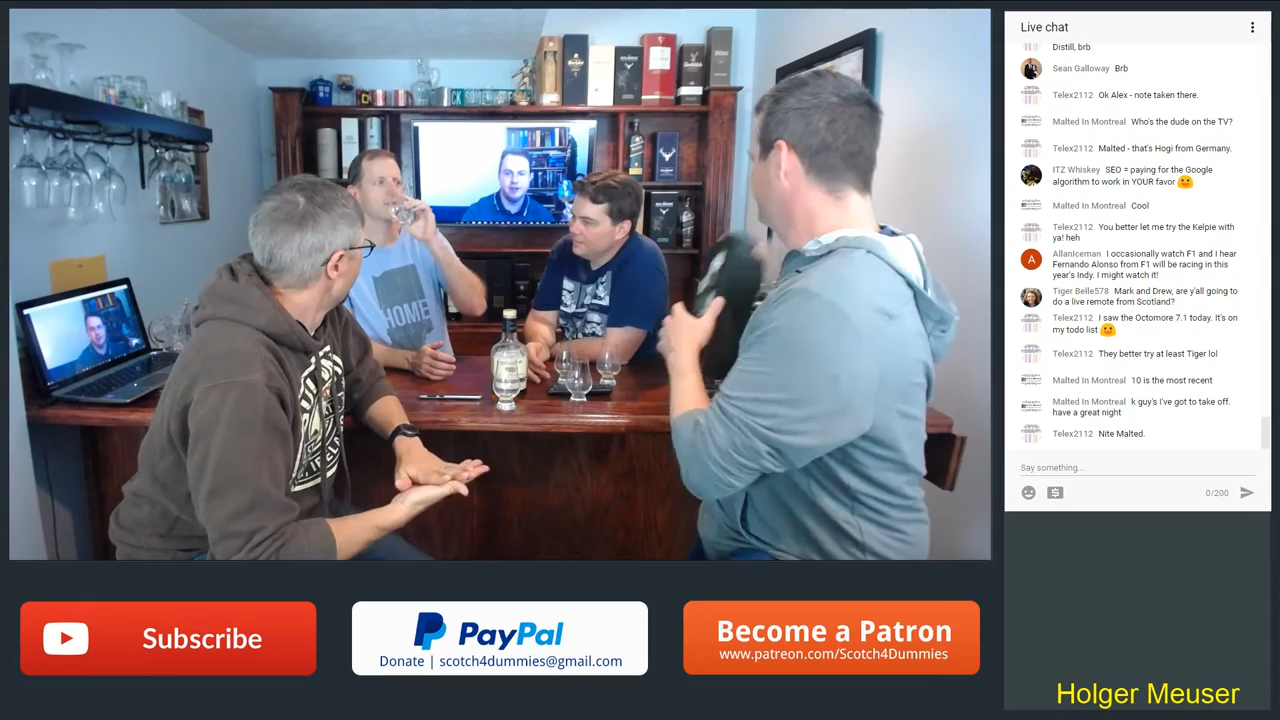 HOME
Live chat
Distill, brb
Sean Galloway Brb
Telex2112 Ok Alex - note taken there.
Malted In Montreal Who's the dude on the TV?
Telex2112 Malted - that's Hogi from Germany.
ITZ Whiskey SEO = paying for the Google
algorithm to work in YOUR favor
Malted In Montreal Cool
Telex2112 You better let me try the Kelpie with
ya! heh
A
AllanIceman I occasionally watch F1 and I hear
Fernando Alonso from F1 will be racing in this
year's Indy. I might watch it!
Tiger Belle578 Mark and Drew, are y'all going to
do a live remote from Scotland?
Telex2112 I saw the Octomore 7.1 today. It's on
my todo list
Telex2112 They better try at least Tiger lol
Malted In Montreal 10 is the most recent
Malted In Montreal k guy's I've got to take off.
have a great night
Telex2112 Nite Malted.
Say something...
0/200
Subscribe
PayPal
Donate | scotch4dummies@gmail.com
Become a Patron
www.patreon.com/Scotch4Dummies
Holger Meuser